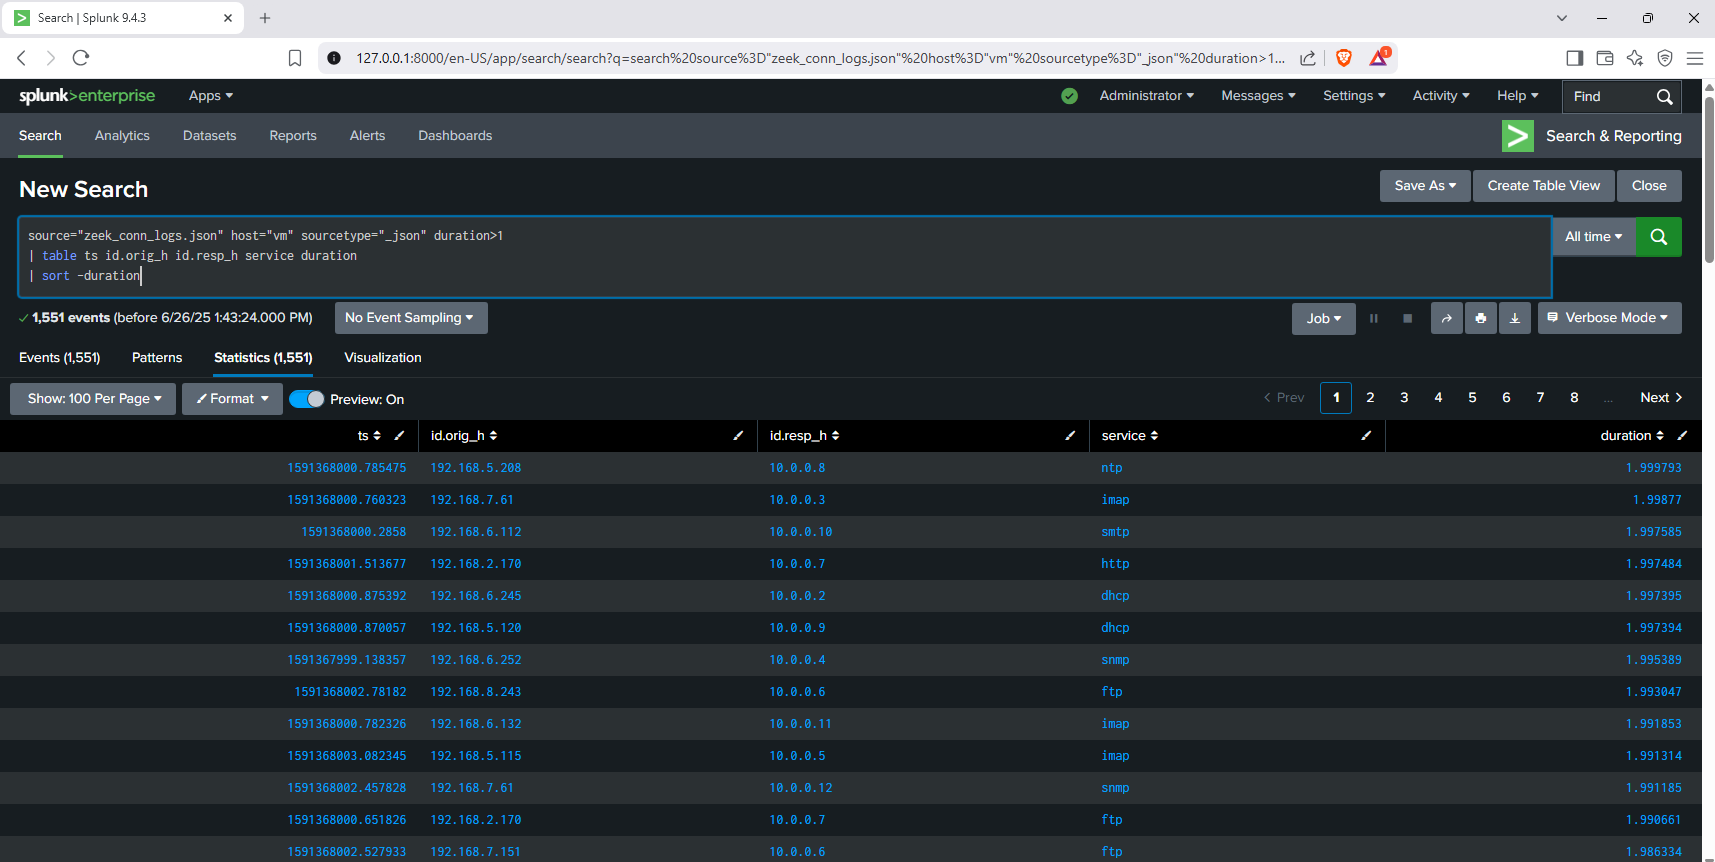 Search | Splunk 9.4.3
127.0.0.1:8000/en-US/app/search/search?q=search%20source%3D"zeek_conn_logs.json"%20host%3D"vm"%20sourcetype%3D"_json"%20duration>1...
1
splunk>enterprise Apps Administrator Messages Settings Activity Help Find
Search Analytics Datasets Reports Alerts Dashboards Search & Reporting
New Search Save As Create Table View Close
source="zeek_conn_logs.json" host="vm" sourcetype="_json" duration>1
| table ts id.orig_h id.resp_h service duration
| sort -duration
All time
1,551 events (before 6/26/25 1:43:24.000 PM) No Event Sampling Job Verbose Mode
Events (1,551) Patterns Statistics (1,551) Visualization
Show: 100 Per Page Format Preview: On < Prev 1 2 3 4 5 6 7 8 ... Next >
ts id.orig_h id.resp_h service duration
1591368000.785475 192.168.5.208 10.0.0.8 ntp 1.999793
1591368000.760323 192.168.7.61 10.0.0.3 imap 1.99877
1591368000.2858 192.168.6.112 10.0.0.10 smtp 1.997585
1591368001.513677 192.168.2.170 10.0.0.7 http 1.997484
1591368000.875392 192.168.6.245 10.0.0.2 dhcp 1.997395
1591368000.870057 192.168.5.120 10.0.0.9 dhcp 1.997394
1591367999.138357 192.168.6.252 10.0.0.4 snmp 1.995389
1591368002.78182 192.168.8.243 10.0.0.6 ftp 1.993047
1591368000.782326 192.168.6.132 10.0.0.11 imap 1.991853
1591368003.082345 192.168.5.115 10.0.0.5 imap 1.991314
1591368002.457828 192.168.7.61 10.0.0.12 snmp 1.991185
1591368000.651826 192.168.2.170 10.0.0.7 ftp 1.990661
1591368002.527933 192.168.7.151 10.0.0.6 ftp 1.986334